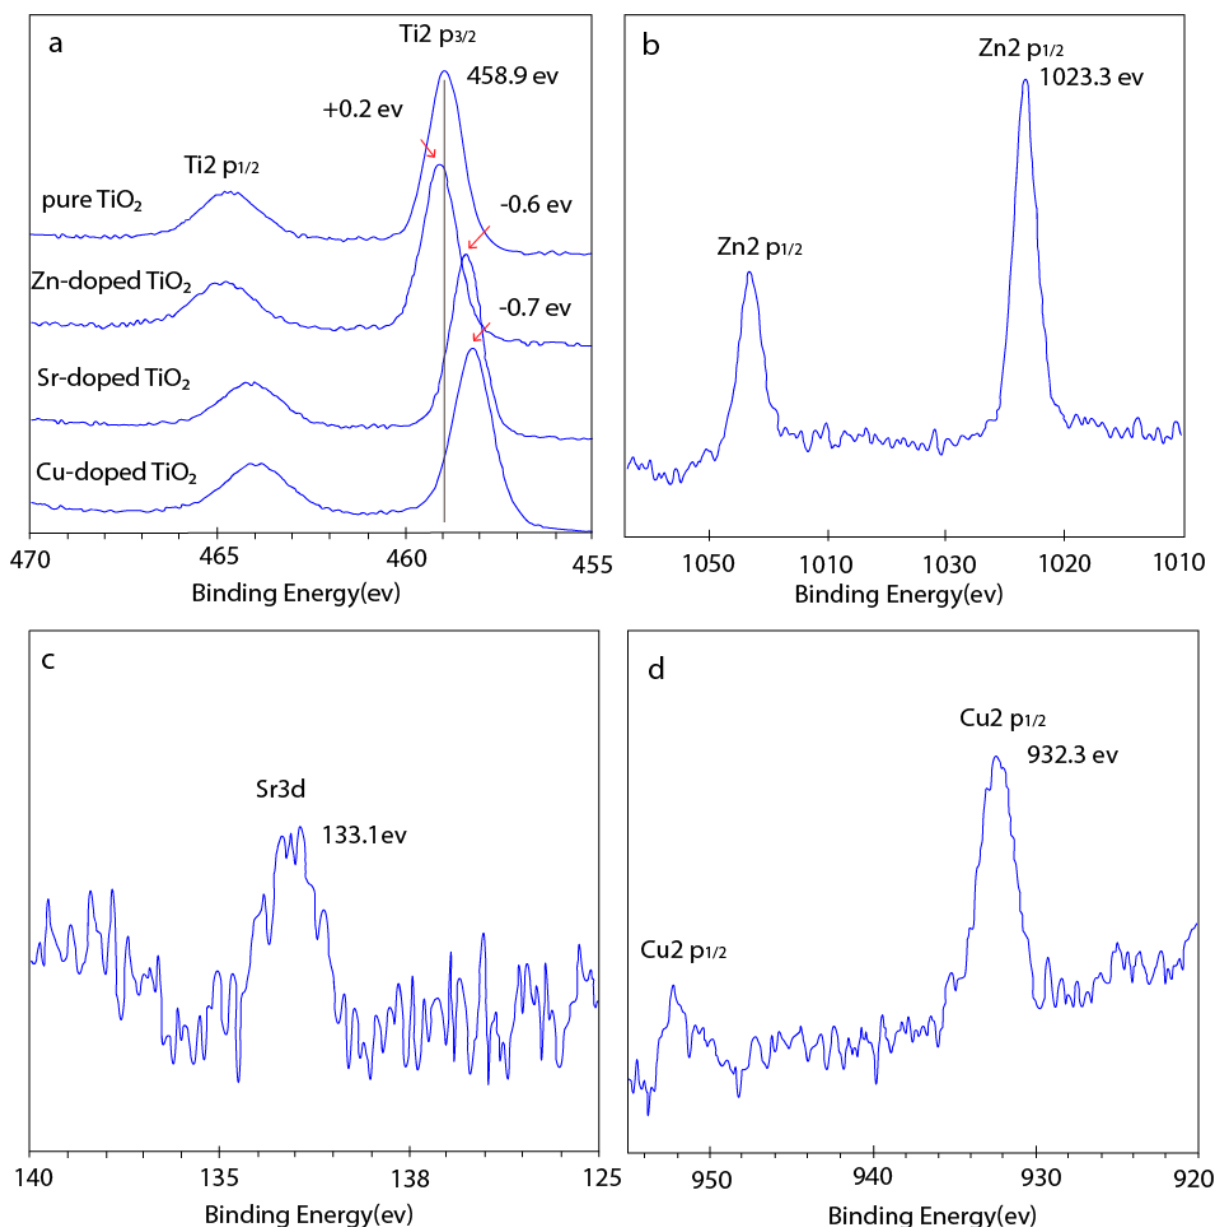 a
Ti2 p3/2
458.9 ev
+0.2 ev
Ti2 p1/2
pure TiO₂
-0.6 ev
Zn-doped TiO₂
-0.7 ev
Sr-doped TiO₂
Cu-doped TiO₂
470 465 460 455
Binding Energy(ev)
b
Zn2 p1/2
1023.3 ev
Zn2 p1/2
1050 1010 1030 1020 1010
Binding Energy(ev)
c
Sr3d
133.1ev
140 135 138 125
Binding Energy(ev)
d
Cu2 p1/2
932.3 ev
Cu2 p1/2
950 940 930 920
Binding Energy(ev)